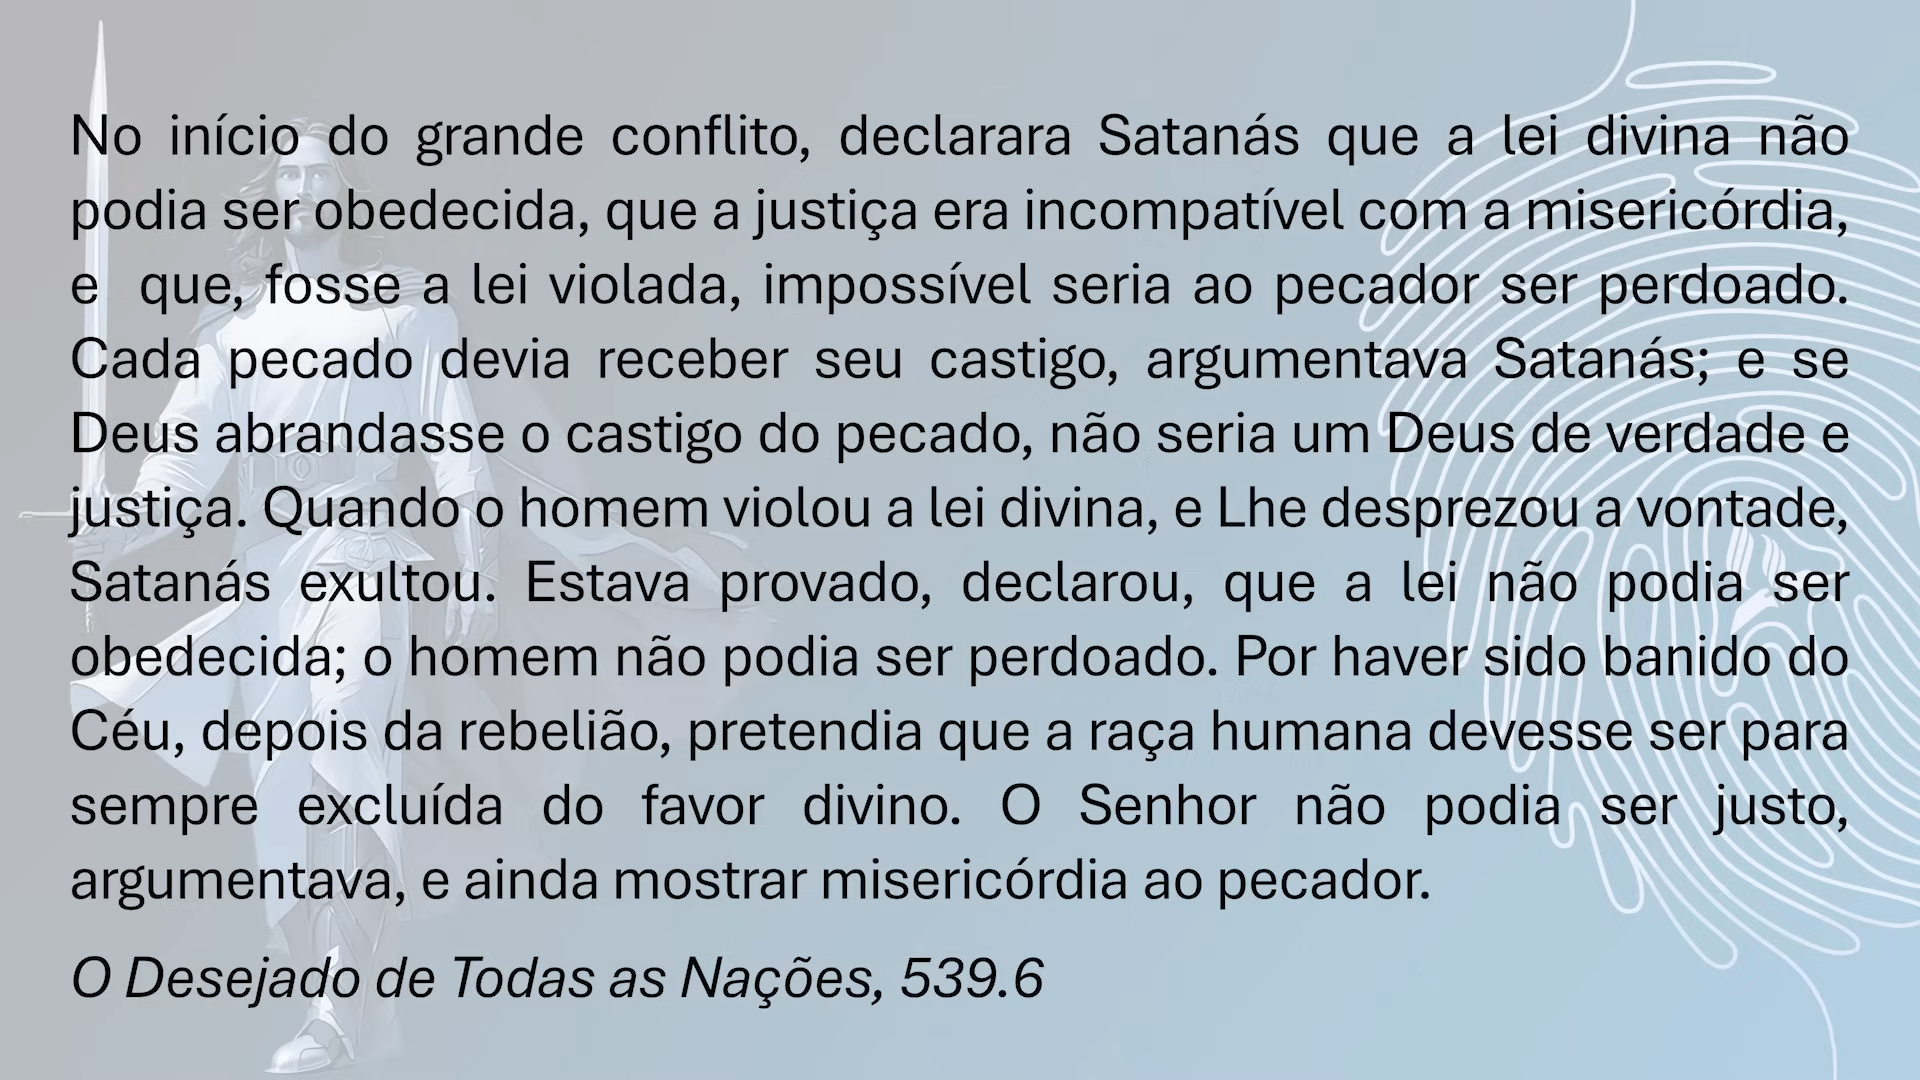 No início do grande conflito, declarara Satanás que a lei divina não
podia ser obedecida, que a justiça era incompatível com a misericórdia,
e que, fosse a lei violada, impossível seria ao pecador ser perdoado.
Cada pecado devia receber seu castigo, argumentava Satanás; e se
Deus abrandasse o castigo do pecado, não seria um Deus de verdade e
justiça. Quando o homem violou a lei divina, e Lhe desprezou a vontade,
Satanás exultou. Estava provado, declarou, que a lei não podia ser
obedecida; o homem não podia ser perdoado. Por haver sido banido do
Céu, depois da rebelião, pretendia que a raça humana devesse ser para
sempre excluída do favor divino. O Senhor não podia ser justo,
argumentava, e ainda mostrar misericórdia ao pecador.
O Desejado de Todas as Nações, 539.6